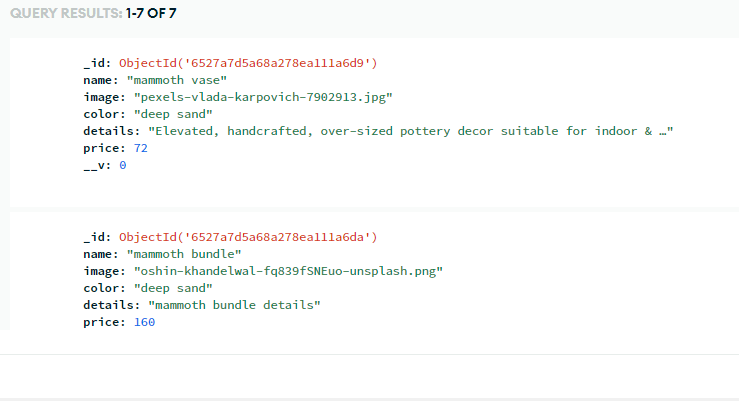 QUERY RESULTS: 1-7 OF 7
_id: ObjectId('6527a7d5a68a278ea111a6d9')
name: "mammoth vase"
image: "pexels-vlada-karpovich-7902913.jpg"
color: "deep sand"
details: "Elevated, handcrafted, over-sized pottery decor suitable for indoor & …"
price: 72
__v: 0
_id: ObjectId('6527a7d5a68a278ea111a6da')
name: "mammoth bundle"
image: "oshin-khandelwal-fq839fSNEuo-unsplash.png"
color: "deep sand"
details: "mammoth bundle details"
price: 160